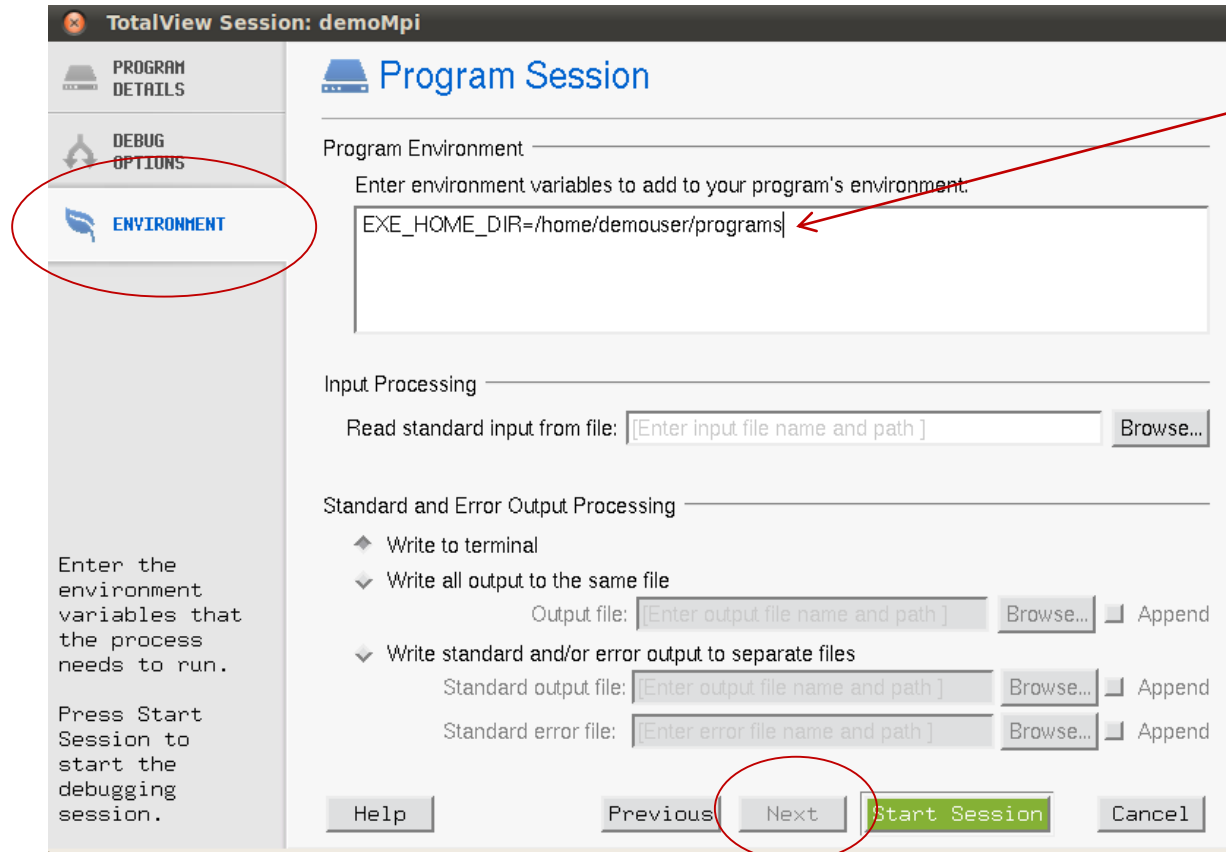 TotalView Session: demoMpi
PROGRAM
DETAILS
DEBUG
OPTIONS
ENVIRONMENT
Enter the
environment
variables that
the process
needs to run.
Press Start
Session to
start the
debugging
session.
Program Session
Program Environment
Enter environment variables to add to your program's environment:
EXE_HOME_DIR=/home/demouser/programs
Input Processing
Read standard input from file: [Enter input file name and path ] Browse...
Standard and Error Output Processing
Write to terminal
Write all output to the same file
Output file: [Enter output file name and path ] Browse... Append
Write standard and/or error output to separate files
Standard output file: [Enter output file name and path ] Browse... Append
Standard error file: [Enter error file name and path ] Browse... Append
Help Previous Next Start Session Cancel